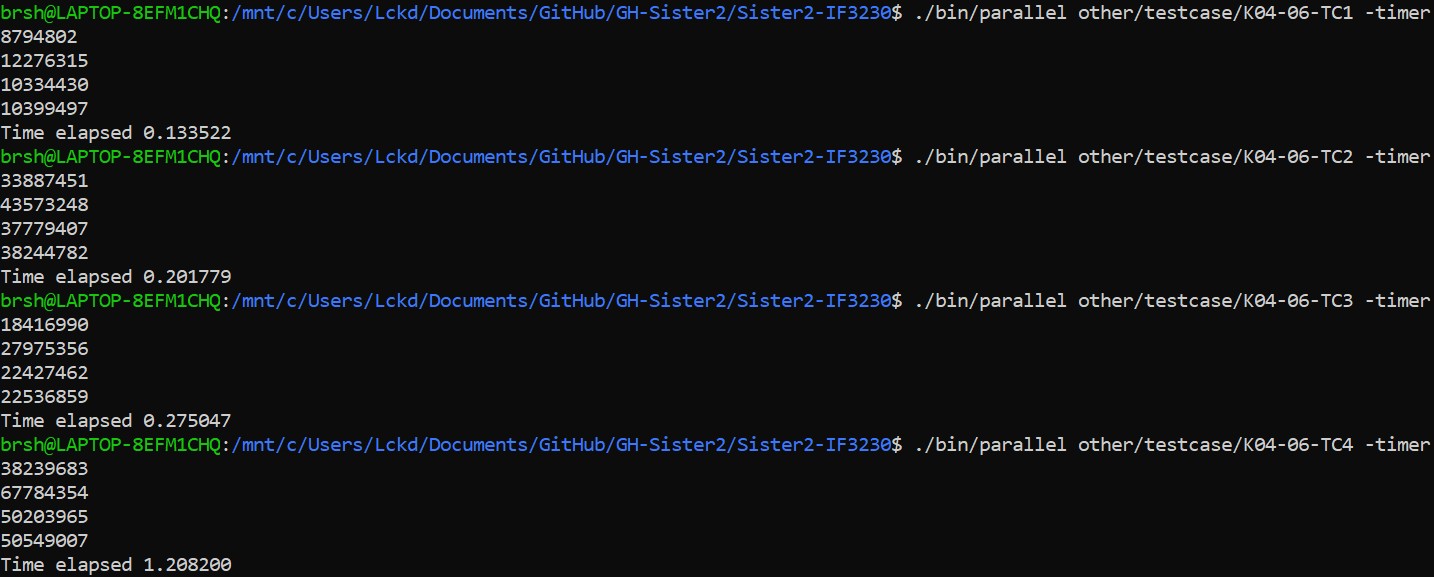 brsh@LAPTOP-8EFM1CHQ:/mnt/c/Users/Lckd/Documents/GitHub/GH-Sister2/Sister2-IF3230$ ./bin/parallel other/testcase/K04-06-TC1 -timer
8794802
12276315
10334430
10399497
Time elapsed 0.133522
brsh@LAPTOP-8EFM1CHQ:/mnt/c/Users/Lckd/Documents/GitHub/GH-Sister2/Sister2-IF3230$ ./bin/parallel other/testcase/K04-06-TC2 -timer
33887451
43573248
37779407
38244782
Time elapsed 0.201779
brsh@LAPTOP-8EFM1CHQ:/mnt/c/Users/Lckd/Documents/GitHub/GH-Sister2/Sister2-IF3230$ ./bin/parallel other/testcase/K04-06-TC3 -timer
18416990
27975356
22427462
22536859
Time elapsed 0.275047
brsh@LAPTOP-8EFM1CHQ:/mnt/c/Users/Lckd/Documents/GitHub/GH-Sister2/Sister2-IF3230$ ./bin/parallel other/testcase/K04-06-TC4 -timer
38239683
67784354
50203965
50549007
Time elapsed 1.208200